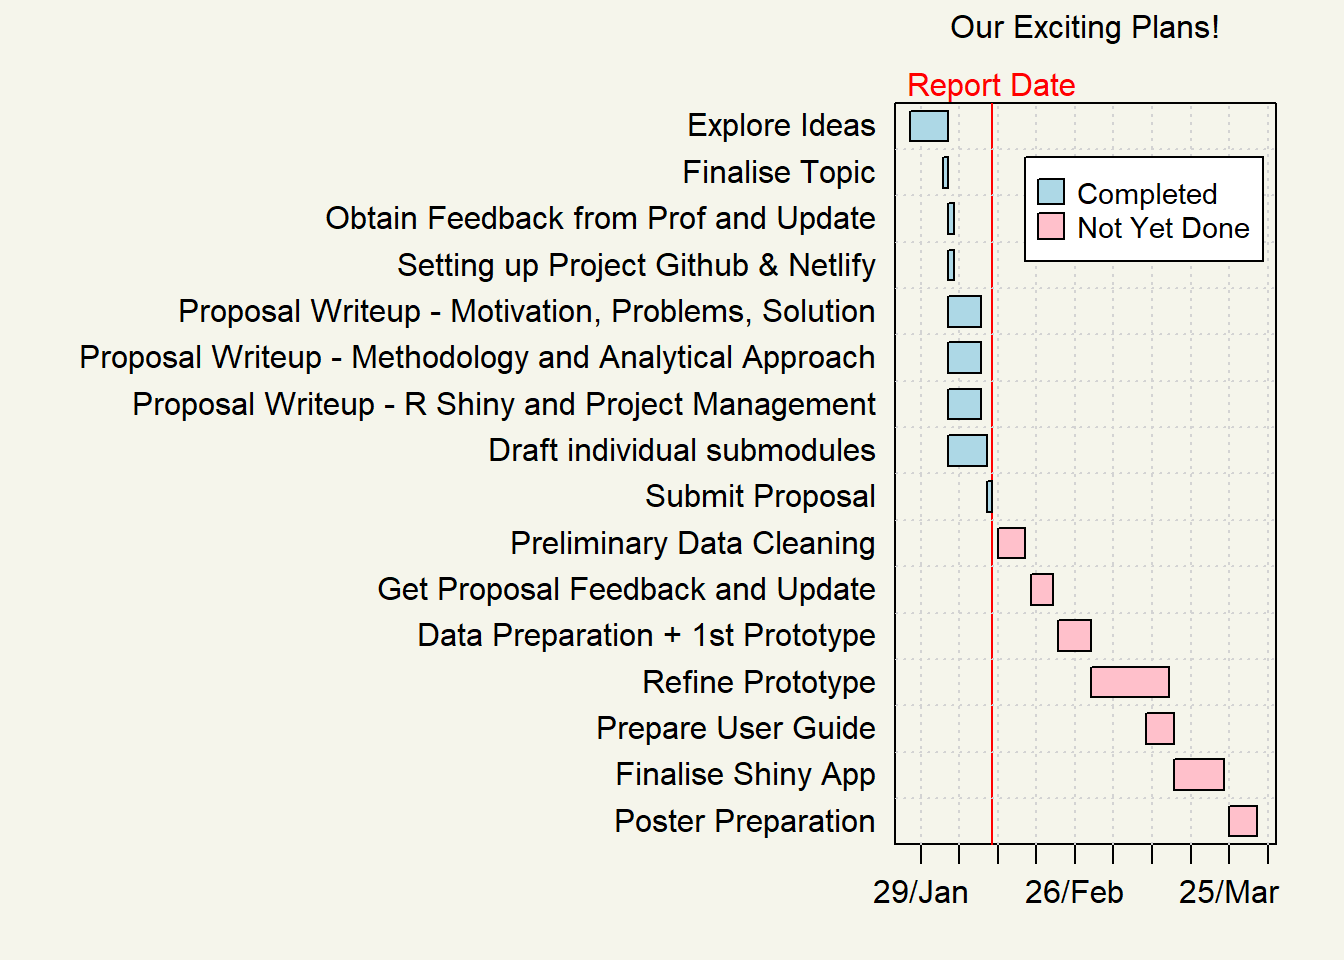 Our Exciting Plans!
Report Date
Explore Ideas
Finalise Topic
Obtain Feedback from Prof and Update
Setting up Project Github & Netlify
Proposal Writeup - Motivation, Problems, Solution
Proposal Writeup - Methodology and Analytical Approach
Proposal Writeup - R Shiny and Project Management
Draft individual submodules
Submit Proposal
Preliminary Data Cleaning
Get Proposal Feedback and Update
Data Preparation + 1st Prototype
Refine Prototype
Prepare User Guide
Finalise Shiny App
Poster Preparation
Completed
Not Yet Done
29/Jan 26/Feb 25/Mar